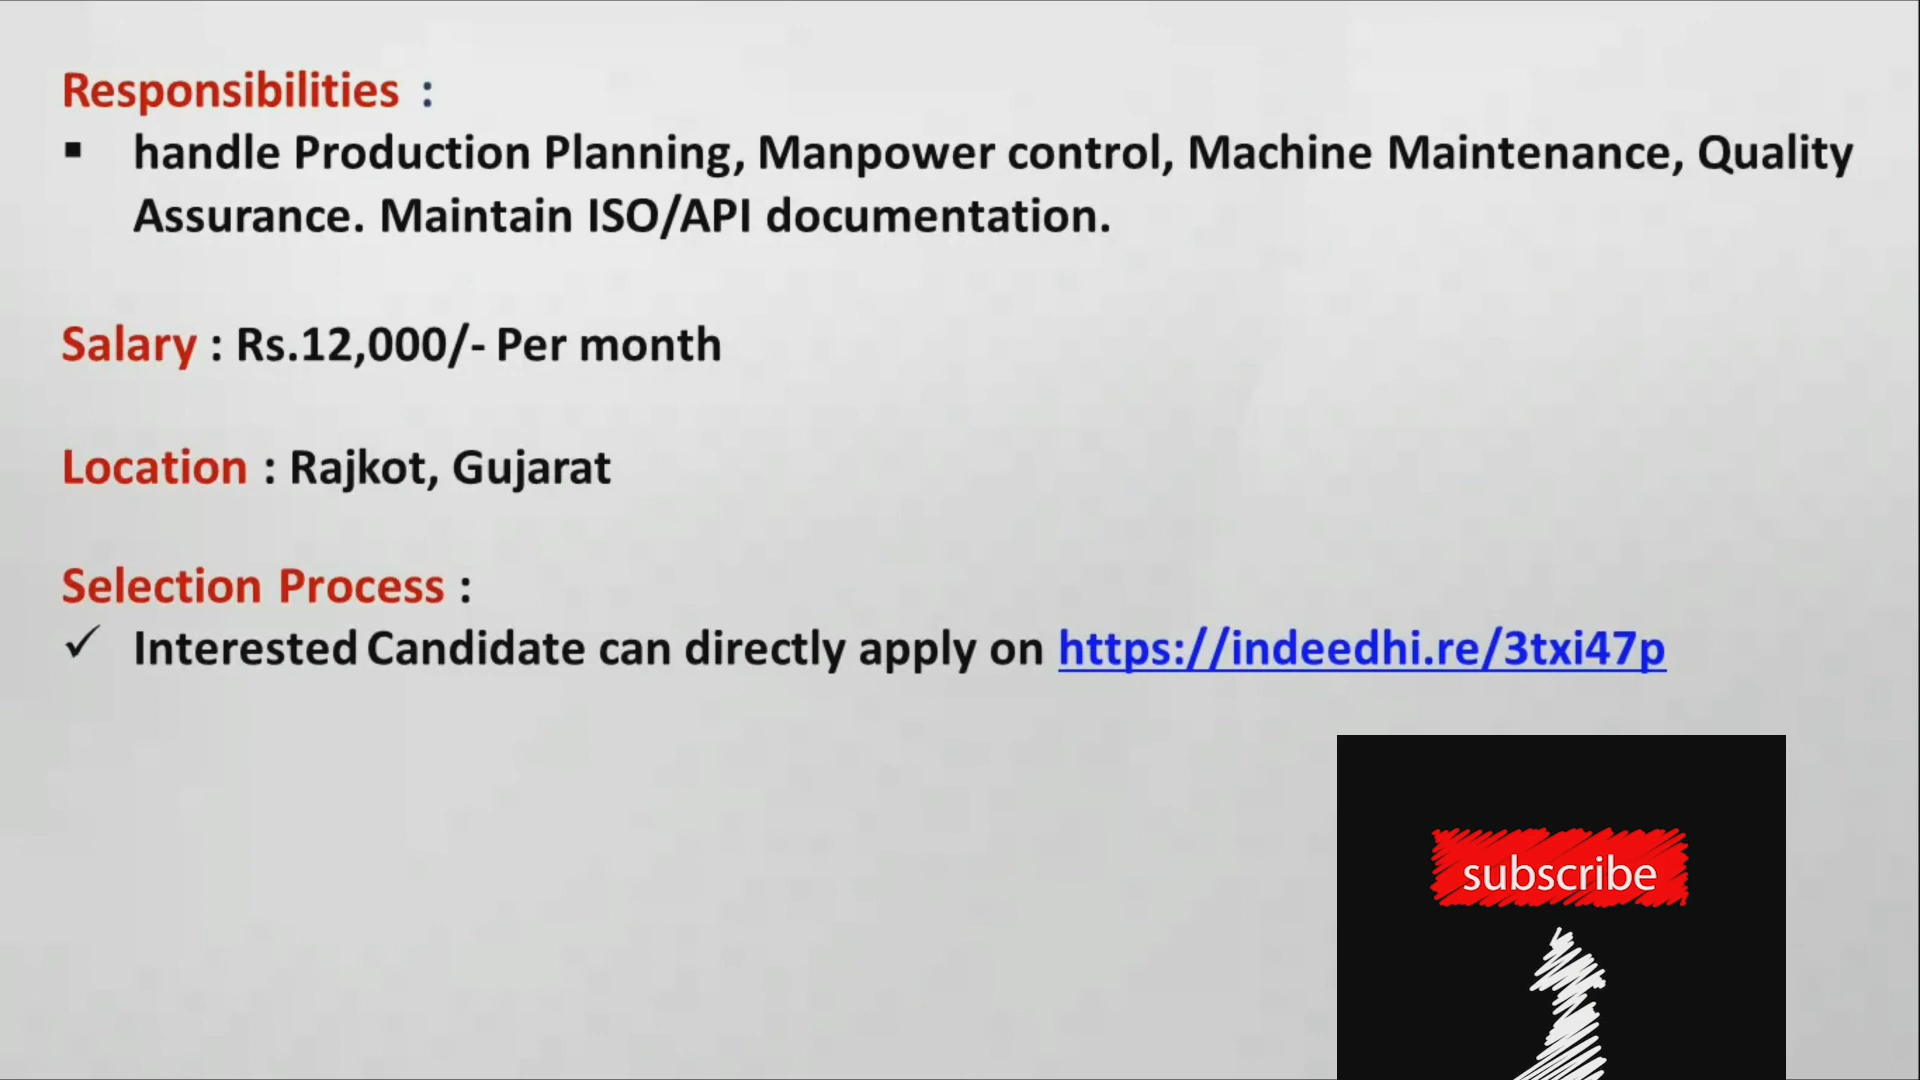 Responsibilities :
▪ handle Production Planning, Manpower control, Machine Maintenance, Quality
Assurance. Maintain ISO/API documentation.
Salary : Rs.12,000/- Per month
Location : Rajkot, Gujarat
Selection Process :
✓ Interested Candidate can directly apply on https://indeedhi.re/3txi47p
subscribe